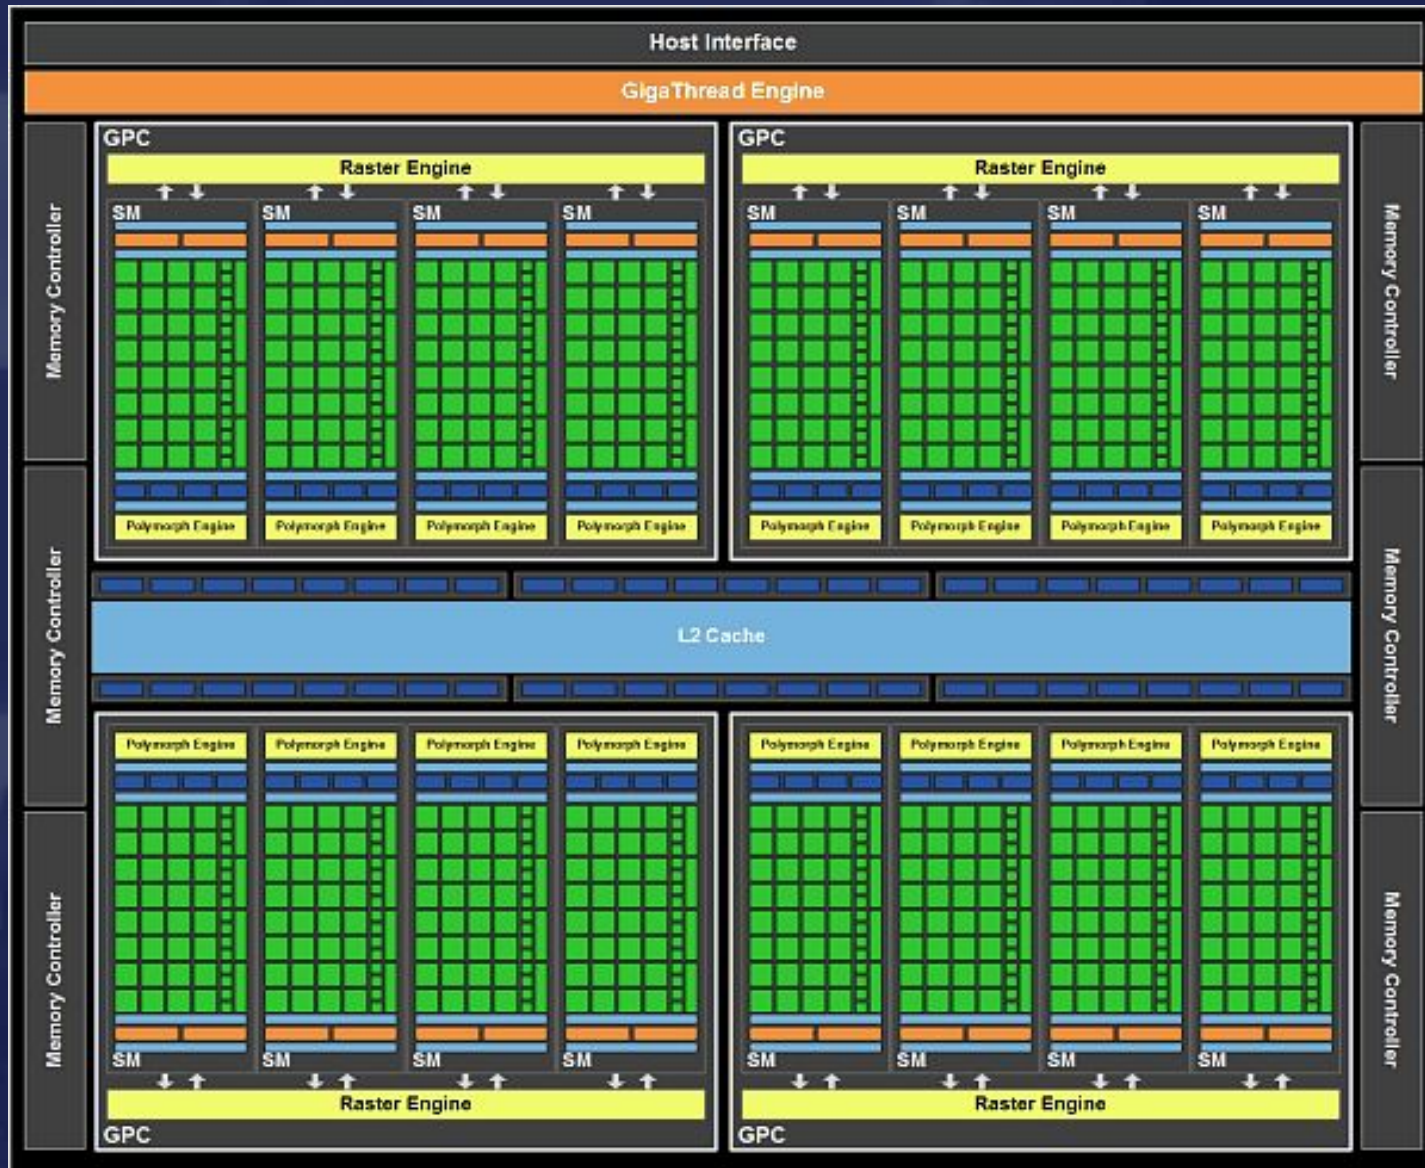 Host Interface
GigaThread Engine
GPC
Raster Engine
SM SM SM SM
Polymorph Engine Polymorph Engine Polymorph Engine Polymorph Engine
GPC
Raster Engine
SM SM SM SM
Polymorph Engine Polymorph Engine Polymorph Engine Polymorph Engine
Memory Controller
Memory Controller
Memory Controller
Memory Controller
Memory Controller
Memory Controller
L2 Cache
Polymorph Engine Polymorph Engine Polymorph Engine Polymorph Engine
SM SM SM SM
Raster Engine
GPC
Polymorph Engine Polymorph Engine Polymorph Engine Polymorph Engine
SM SM SM SM
Raster Engine
GPC